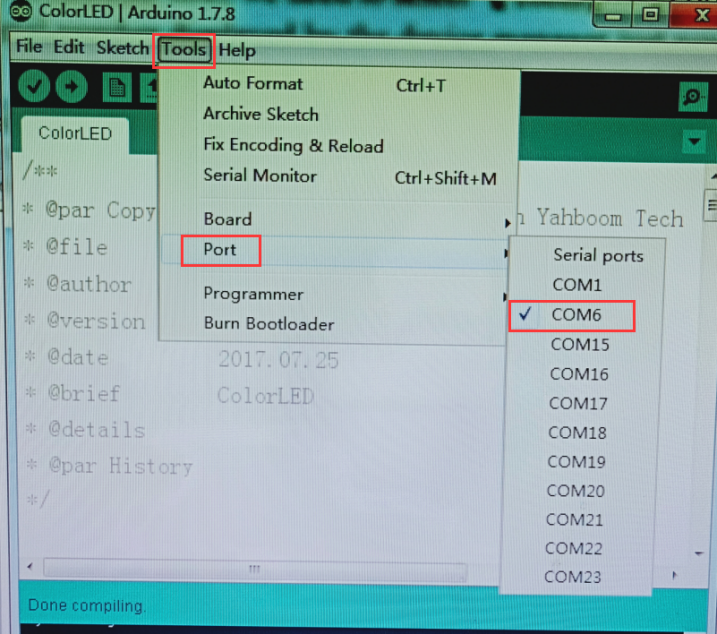 ColorLED | Arduino 1.7.8
File Edit Sketch Tools Help
Auto Format Ctrl+T
Archive Sketch
Fix Encoding & Reload
Serial Monitor Ctrl+Shift+M
Board
Port
Programmer
Burn Bootloader
Serial ports
COM1
COM6
COM15
COM16
COM17
COM18
COM19
COM20
COM21
COM22
COM23
ColorLED
/**
* @par Copy Yahboom Tech
* @file
* @author
* @version
* @date 2017.07.25
* @brief ColorLED
* @details
* @par History
*/
Done compiling.